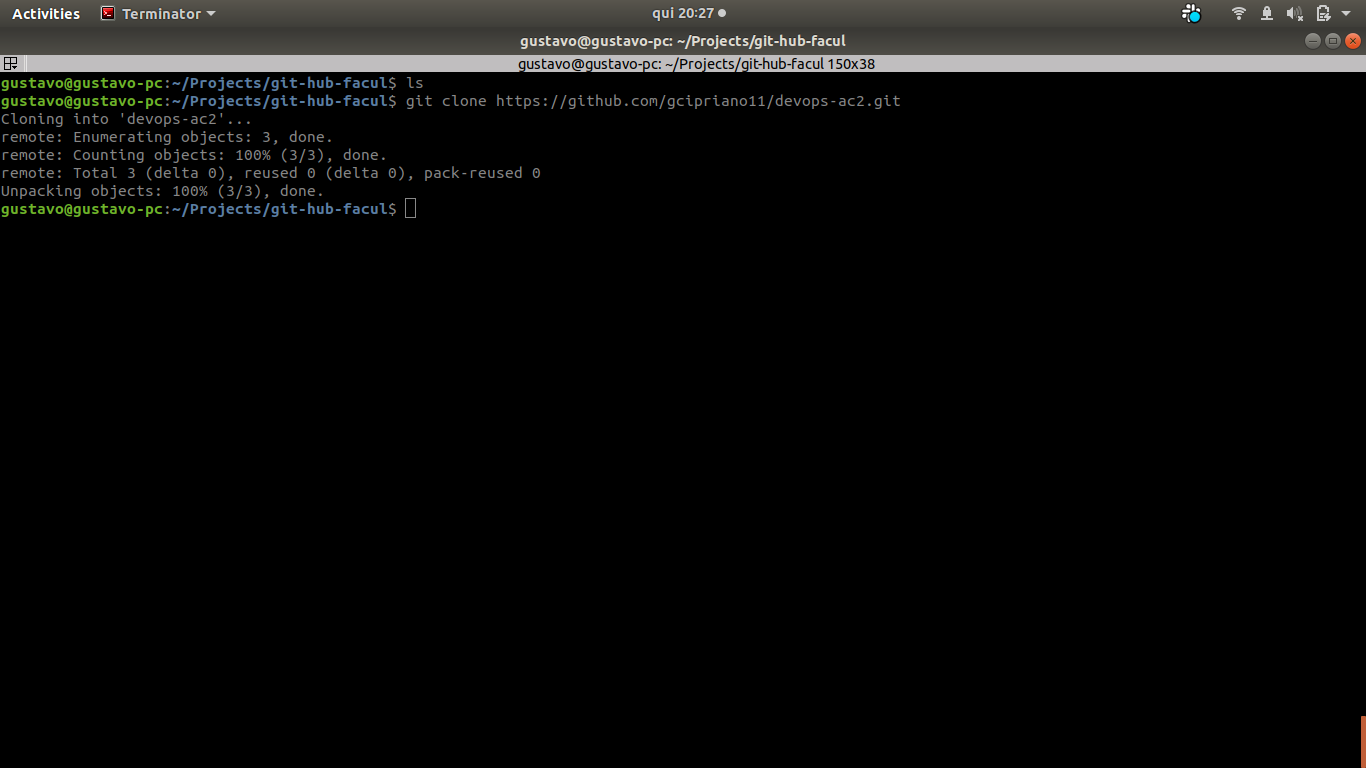 Activities Terminator qui 20:27
gustavo@gustavo-pc: ~/Projects/git-hub-facul
gustavo@gustavo-pc: ~/Projects/git-hub-facul 150x38
gustavo@gustavo-pc:~/Projects/git-hub-facul$ ls
gustavo@gustavo-pc:~/Projects/git-hub-facul$ git clone https://github.com/gcipriano11/devops-ac2.git
Cloning into 'devops-ac2'...
remote: Enumerating objects: 3, done.
remote: Counting objects: 100% (3/3), done.
remote: Total 3 (delta 0), reused 0 (delta 0), pack-reused 0
Unpacking objects: 100% (3/3), done.
gustavo@gustavo-pc:~/Projects/git-hub-facul$